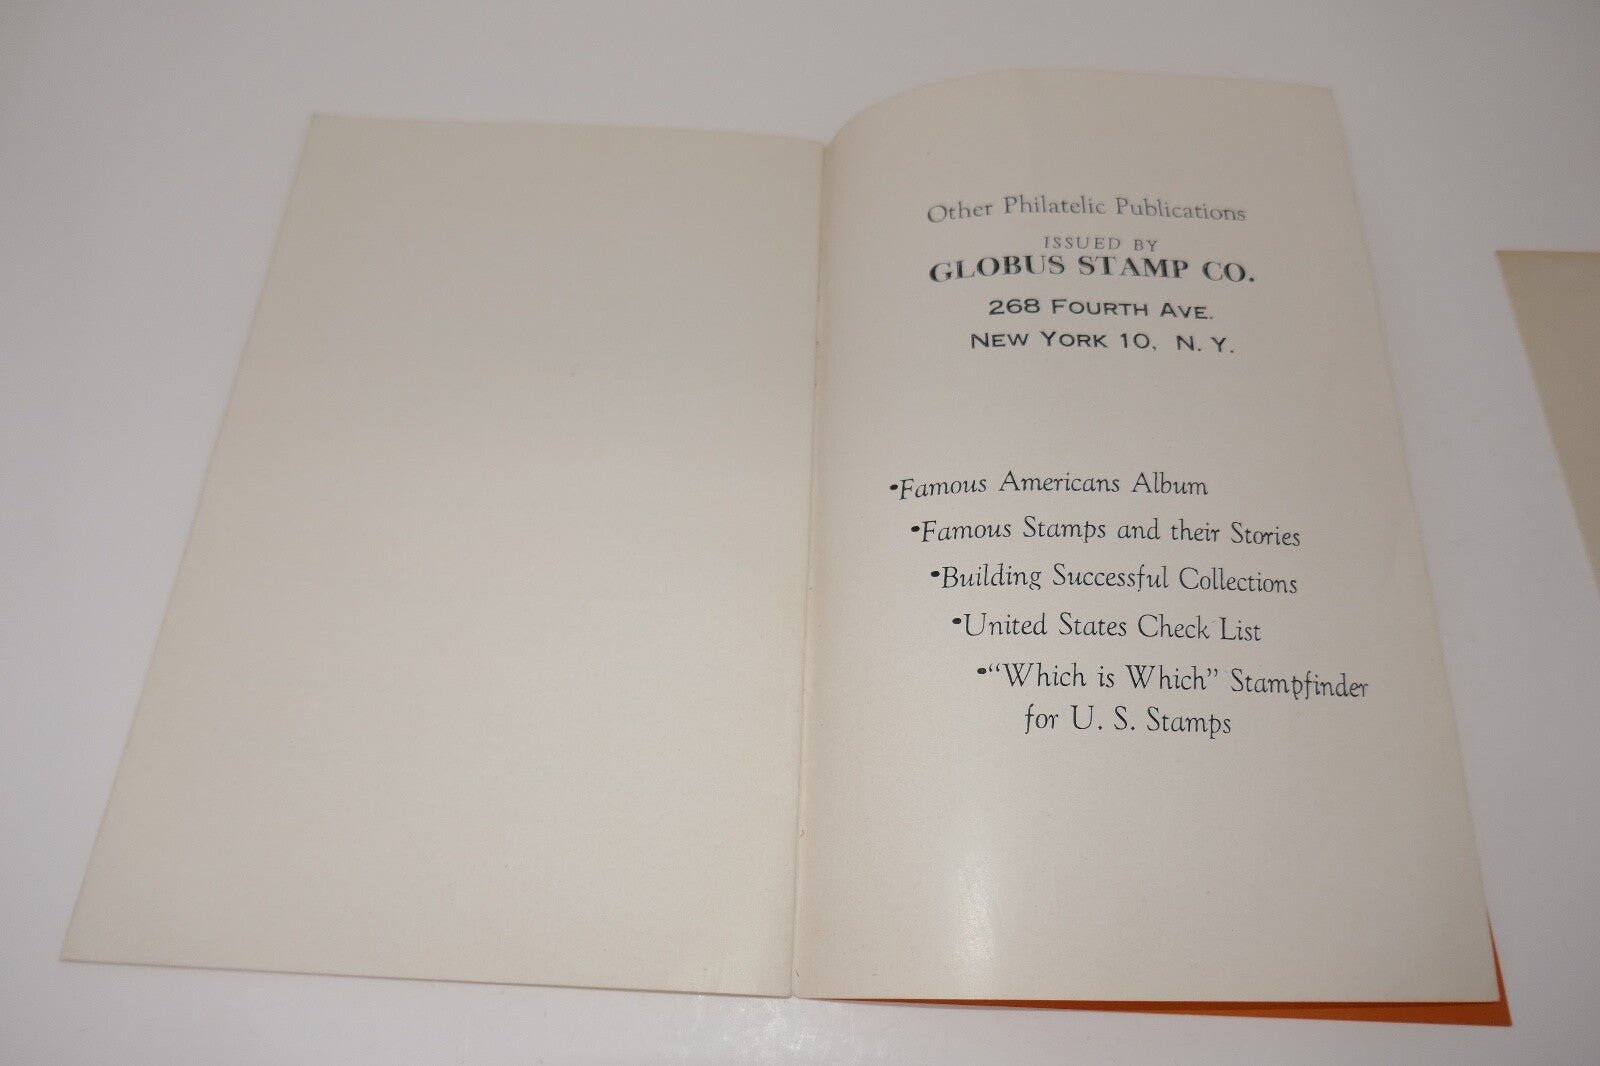 Other Philatelic Publications
ISSUED BY
GLOBUS STAMP CO.
268 FOURTH AVE.
NEW YORK 10, N. Y.
•Famous Americans Album
•Famous Stamps and their Stories
•Building Successful Collections
•United States Check List
•“Which is Which” Stampfinder
for U. S. Stamps